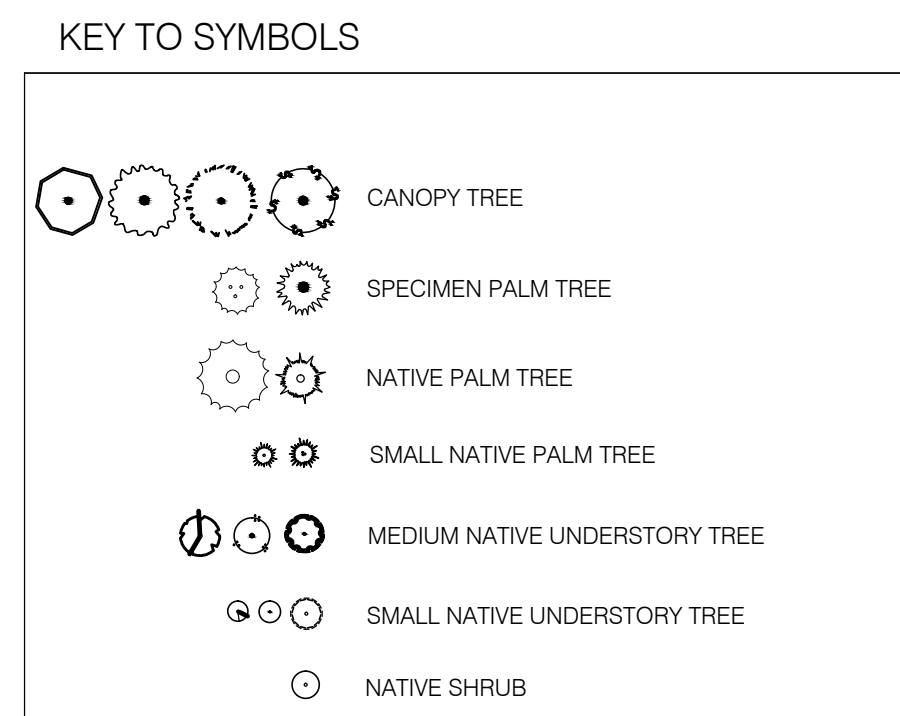 KEY TO SYMBOLS
CANOPY TREE
SPECIMEN PALM TREE
NATIVE PALM TREE
SMALL NATIVE PALM TREE
MEDIUM NATIVE UNDERSTORY TREE
SMALL NATIVE UNDERSTORY TREE
NATIVE SHRUB